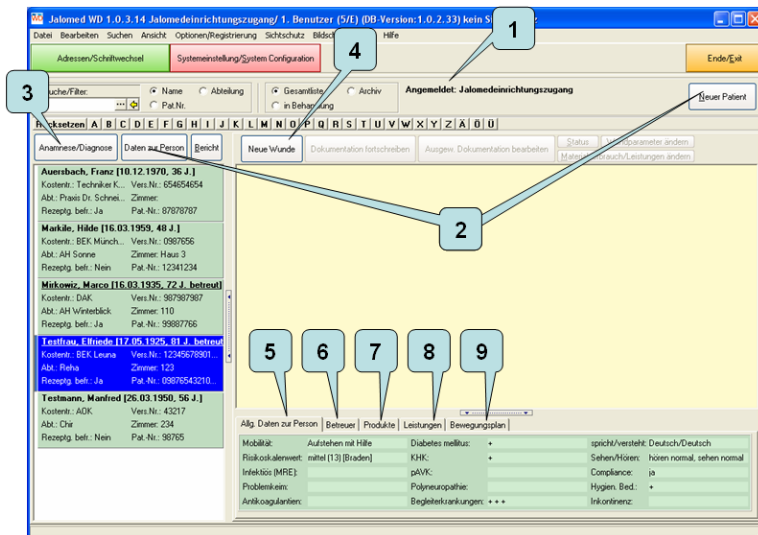 Jalomed WD 1.0.3.14 Jalomedeinrichtungszugang/ 1. Benutzer (5/E) (DB-Version:1.0.2.33) kein
Datei Bearbeiten Suchen Ansicht Optionen/Registrierung Sichtschutz Hilfe
1
Adressen/Schriftwechsel Systemeinstellung/System Configuration 4 Ende/Exit
3
Suche/Filter: Name Abteilung Gesamtliste Archiv Angemeldet: Jalomedeinrichtungszugang
Pat.Nr. in Behandlung Neuer Patient
Rücksetzen A B C D E F G H I J K L M N O P Q R S T U V W X Y Z Ä Ö Ü
Anamnese/Diagnose Daten zur Person Bericht Neue Wunde Dokumentation fortschreiben Ausgew. Dokumentation bearbeiten Status Wundparameter ändern
Materialverbrauch/Leistungen ändern
Auersbach, Franz [10.12.1970, 36 J.]
Kostentr.: Techniker K... Vers.Nr.: 654654654
Abt.: Praxis Dr. Schnei... Zimmer:
Rezeptg. befr.: Ja Pat.-Nr.: 87878787
2
Markile, Hilde [16.03.1959, 48 J.]
Kostentr.: BEK Münch... Vers.Nr.: 0987656
Abt.: AH Sonne Zimmer: Haus 3
Rezeptg. befr.: Nein Pat.-Nr.: 12341234
Mirkowiz, Marco [16.03.1935, 72 J. betreut]
Kostentr.: DAK Vers.Nr.: 987987987
Abt.: AH Winterblick Zimmer: 110
Rezeptg. befr.: Ja Pat.-Nr.: 99887766
Testfrau, Elfriede [17.05.1925, 81 J. betreut
Kostentr.: BEK Leuna Vers.Nr.: 12345678901...
Abt.: Reha Zimmer: 123
Rezeptg. befr.: Ja Pat.-Nr.: 09876543210...
Testmann, Manfred [26.03.1950, 56 J.]
Kostentr.: AOK Vers.Nr.: 43217
Abt.: Chir Zimmer: 234
Rezeptg. befr.: Nein Pat.-Nr.: 98765
5 6 7 8 9
Allg. Daten zur Person Betreuer Produkte Leistungen Bewegungsplan
Mobilität: Aufstehen mit Hilfe Diabetes mellitus: + spricht/versteht: Deutsch/Deutsch
Risikoskalenwert: mittel [13] [Braden] KHK: + Sehen/Hören: hören normal, sehen normal
Infektiös (MRE): pAVK: Compliance: ja
Problemkeim: Polyneuropathie: Hygien. Bed.: +
Antikoagulantien: Begleiterkrankungen: + + + Inkontinenz: